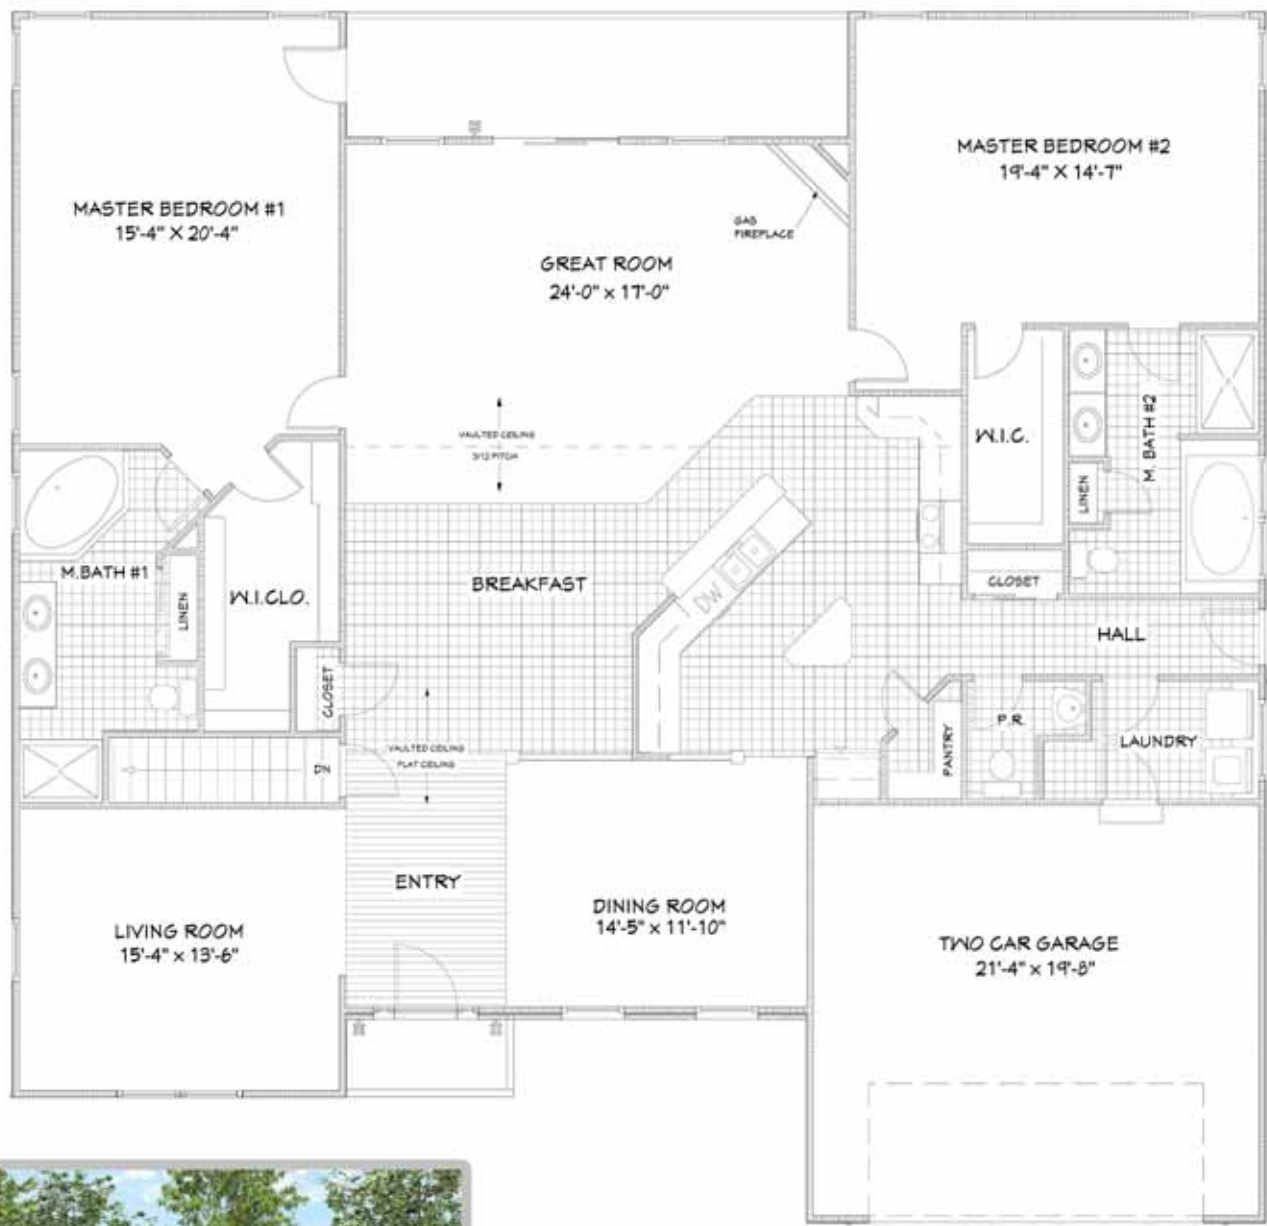 MASTER BEDROOM #1
15'-4" X 20'-4"
MASTER BEDROOM #2
19'-4" X 14'-7"
GAS
FIREPLACE
GREAT ROOM
24'-0" x 17'-0"
VAULTED CEILING
3/12 PITCH
W.I.C.
M. BATH #2
LINEN
M.BATH #1
LINEN
W.I.CLO.
BREAKFAST
DW
CLOSET
HALL
CLOSET
P.R.
PANTRY
LAUNDRY
VAULTED CEILING
FLAT CEILING
DN
ENTRY
LIVING ROOM
15'-4" x 13'-6"
DINING ROOM
14'-5" x 11'-10"
TWO CAR GARAGE
21'-4" x 19'-8"